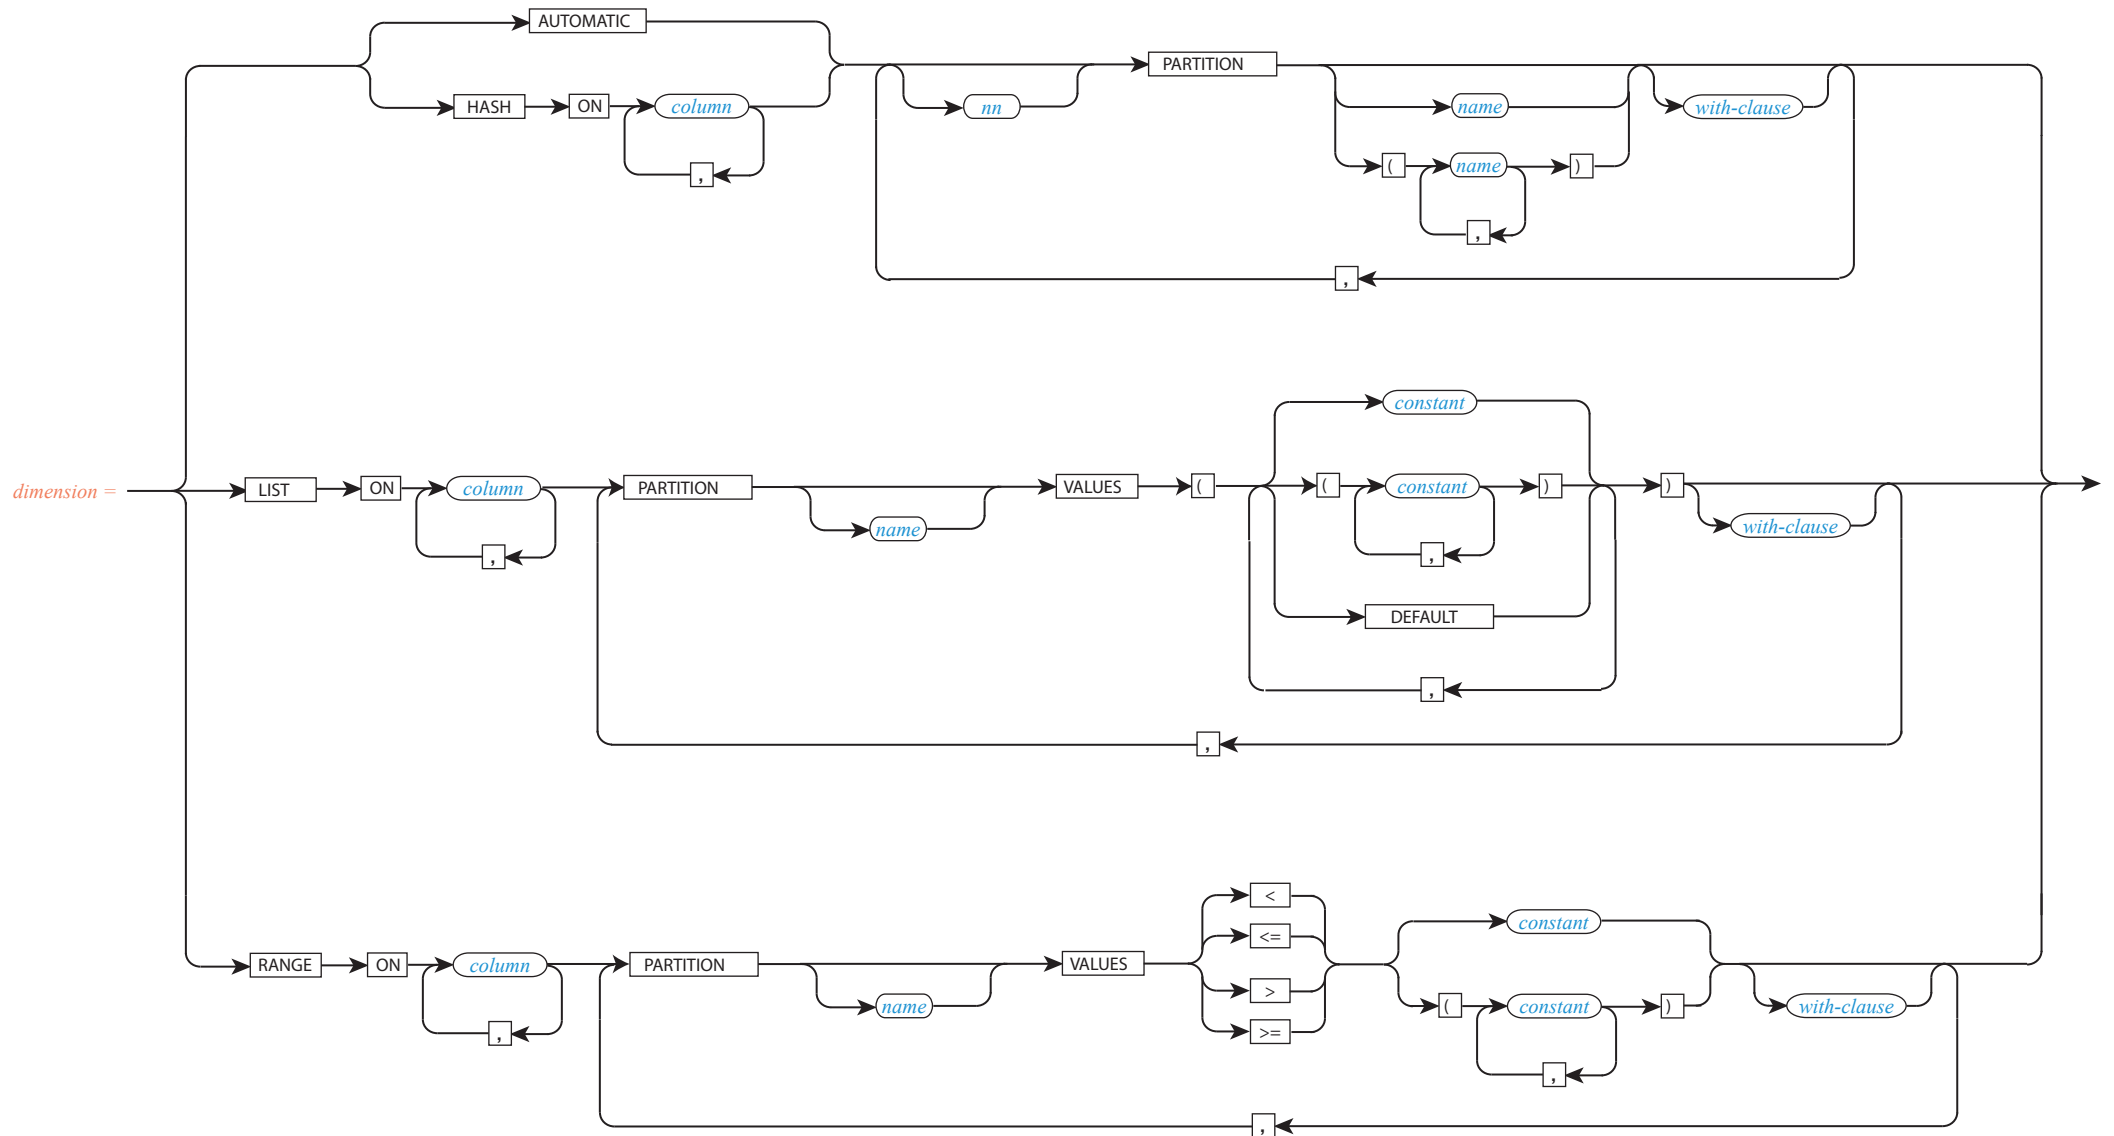 AUTOMATIC
HASH ON column
,
nn
PARTITION
name
( name )
,
with-clause
,
dimension =
LIST ON column
,
PARTITION
name
VALUES (
constant
( constant )
,
DEFAULT
,
)
with-clause
,
RANGE ON column
,
PARTITION
name
VALUES
<
<=
>
>=
constant
( constant )
,
with-clause
,